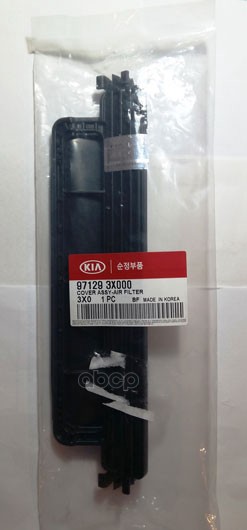 KIA 순정부품
97129 3X000
COVER ASSY-AIR FILTER
3X0 1 PC BF MADE IN KOREA